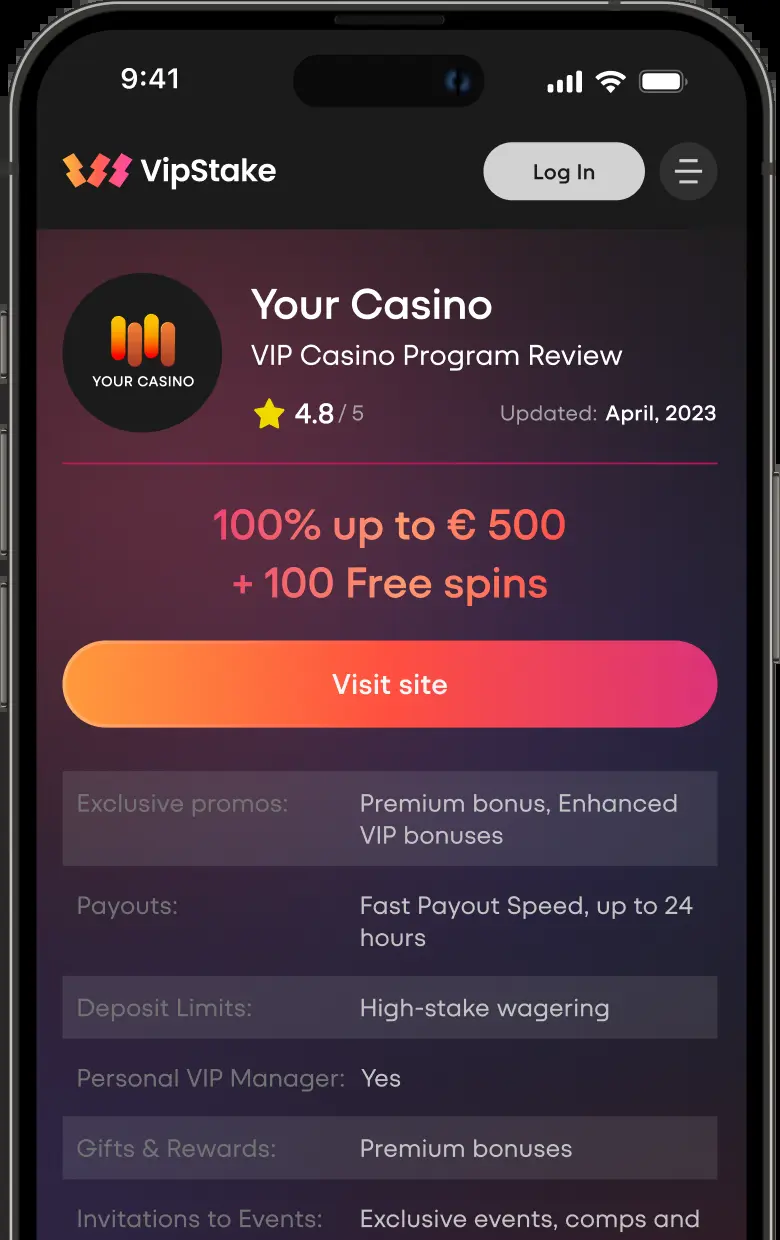 9:41
VipStake
Log In
Your Casino
VIP Casino Program Review
YOUR CASINO
4.8 / 5
Updated: April, 2023
100% up to € 500
+ 100 Free spins
Visit site
Exclusive promos: Premium bonus, Enhanced
VIP bonuses
Payouts: Fast Payout Speed, up to 24
hours
Deposit Limits: High-stake wagering
Personal VIP Manager: Yes
Gifts & Rewards: Premium bonuses
Invitations to Events: Exclusive events, comps and